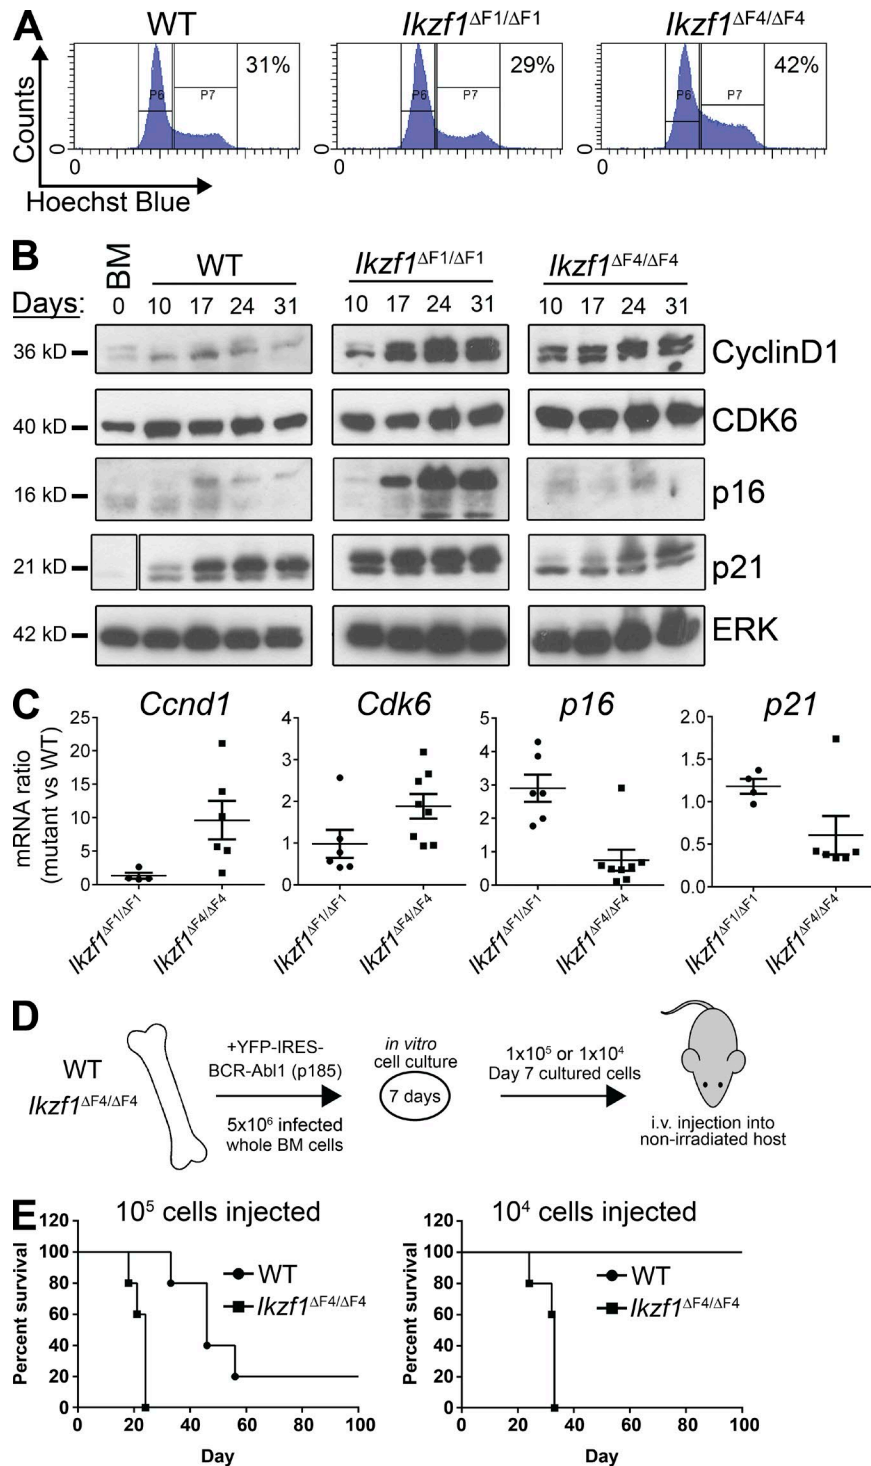 A
WT
Ikzf1ΔF1/ΔF1
Ikzf1ΔF4/ΔF4
Counts
0
0
Hoechst Blue
P6
P7
31%
0
0
P6
P7
29%
0
0
P6
P7
42%
B
BM
WT
Ikzf1ΔF1/ΔF1
Ikzf1ΔF4/ΔF4
Days: 0 10 17 24 31 10 17 24 31 10 17 24 31
36 kD CyclinD1
40 kD CDK6
16 kD p16
21 kD p21
42 kD ERK
C
mRNA ratio
(mutant vs WT)
Ccnd1
25
20
15
10
5
0
Ikzf1ΔF1/ΔF1
Ikzf1ΔF4/ΔF4
Cdk6
4
3
2
1
0
Ikzf1ΔF1/ΔF1
Ikzf1ΔF4/ΔF4
p16
5
4
3
2
1
0
Ikzf1ΔF1/ΔF1
Ikzf1ΔF4/ΔF4
p21
2.0
1.5
1.0
0.5
0.0
Ikzf1ΔF1/ΔF1
Ikzf1ΔF4/ΔF4
D
WT
Ikzf1ΔF4/ΔF4
+YFP-IRES-
BCR-Abl1 (p185)
5x10⁶ infected
whole BM cells
in vitro
cell culture
7 days
1x10⁵ or 1x10⁴
Day 7 cultured cells
i.v. injection into
non-irradiated host
E
10⁵ cells injected
Percent survival
120
100
80
60
40
20
0
0 20 40 60 80 100
Day
WT
Ikzf1ΔF4/ΔF4
10⁴ cells injected
Percent survival
120
100
80
60
40
20
0
0 20 40 60 80 100
Day
WT
Ikzf1ΔF4/ΔF4